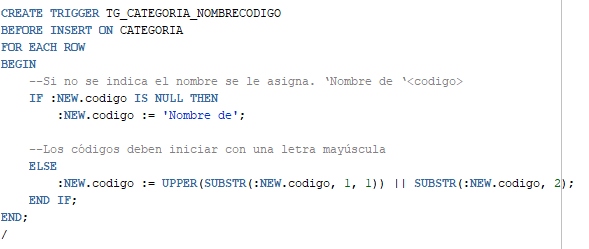 CREATE TRIGGER TG_CATEGORIA_NOMBRECODIGO
BEFORE INSERT ON CATEGORIA
FOR EACH ROW
BEGIN
    --Si no se indica el nombre se le asigna. ‘Nombre de ‘<codigo>
    IF :NEW.codigo IS NULL THEN
        :NEW.codigo := 'Nombre de';

    --Los códigos deben iniciar con una letra mayúscula
    ELSE
        :NEW.codigo := UPPER(SUBSTR(:NEW.codigo, 1, 1)) || SUBSTR(:NEW.codigo, 2);
    END IF;
END;
/